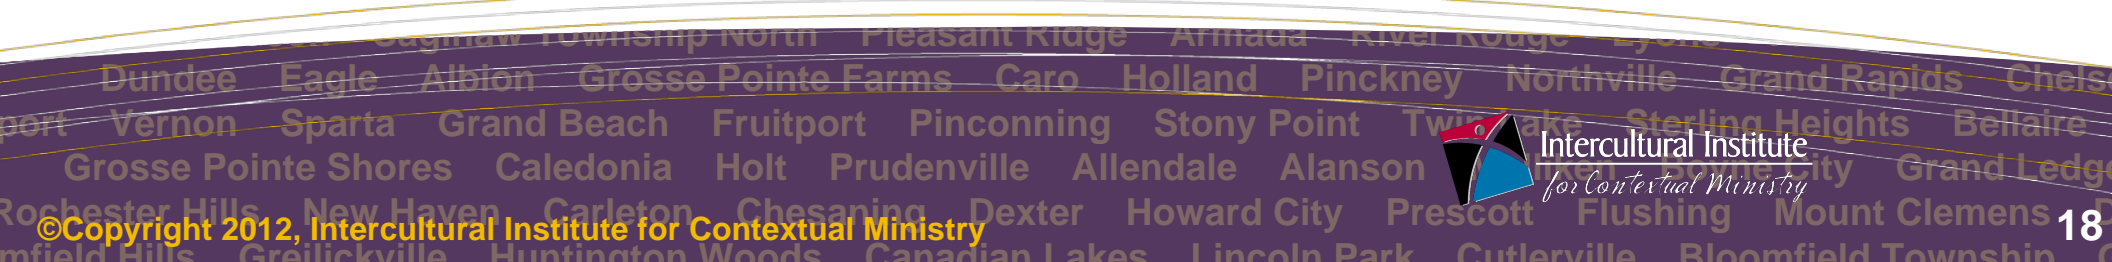 Saginaw Township North Pleasant Ridge Armada River Rouge Lyons
Dundee Eagle Albion Grosse Pointe Farms Caro Holland Pinckney Northville Grand Rapids
Vernon Sparta Grand Beach Fruitport Pinconning Stony Point Twin Lake Sterling Heights Bellaire
Intercultural Institute
for Contextual Ministry
Grosse Pointe Shores Caledonia Holt Prudenville Allendale Alanson City Grand Ledge
Rochester Hills New Haven Carleton Chesaning Dexter Howard City Prescott Flushing Mount Clemens
©Copyright 2012, Intercultural Institute for Contextual Ministry
18
Hills Greilickville Huntington Woods Canadian Lakes Lincoln Park Cutlerville Bloomfield Township